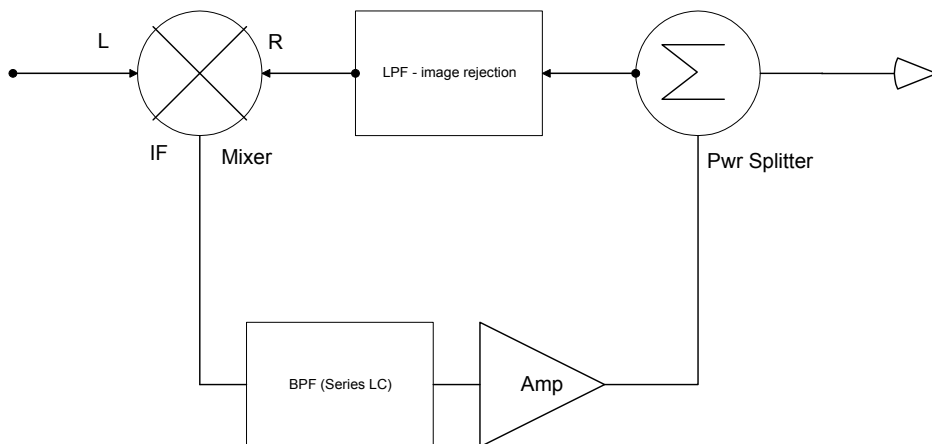 L
R
LPF - image rejection
IF
Mixer
Pwr Splitter
BPF (Series LC)
Amp